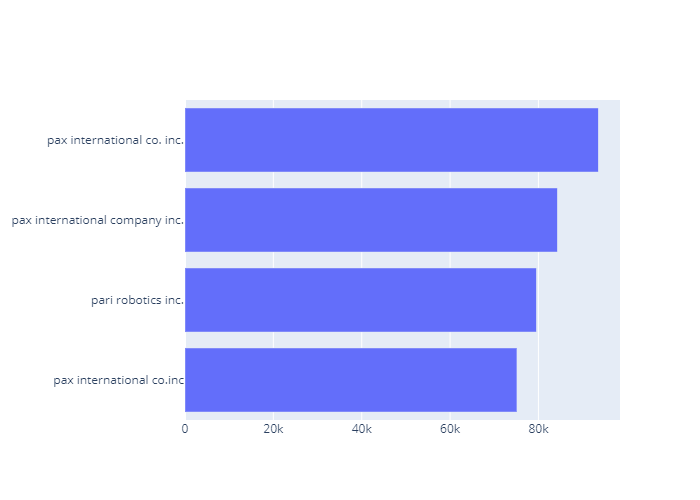 pax international co. inc.
pax international company inc.
pari robotics inc.
pax international co.inc
0 20k 40k 60k 80k